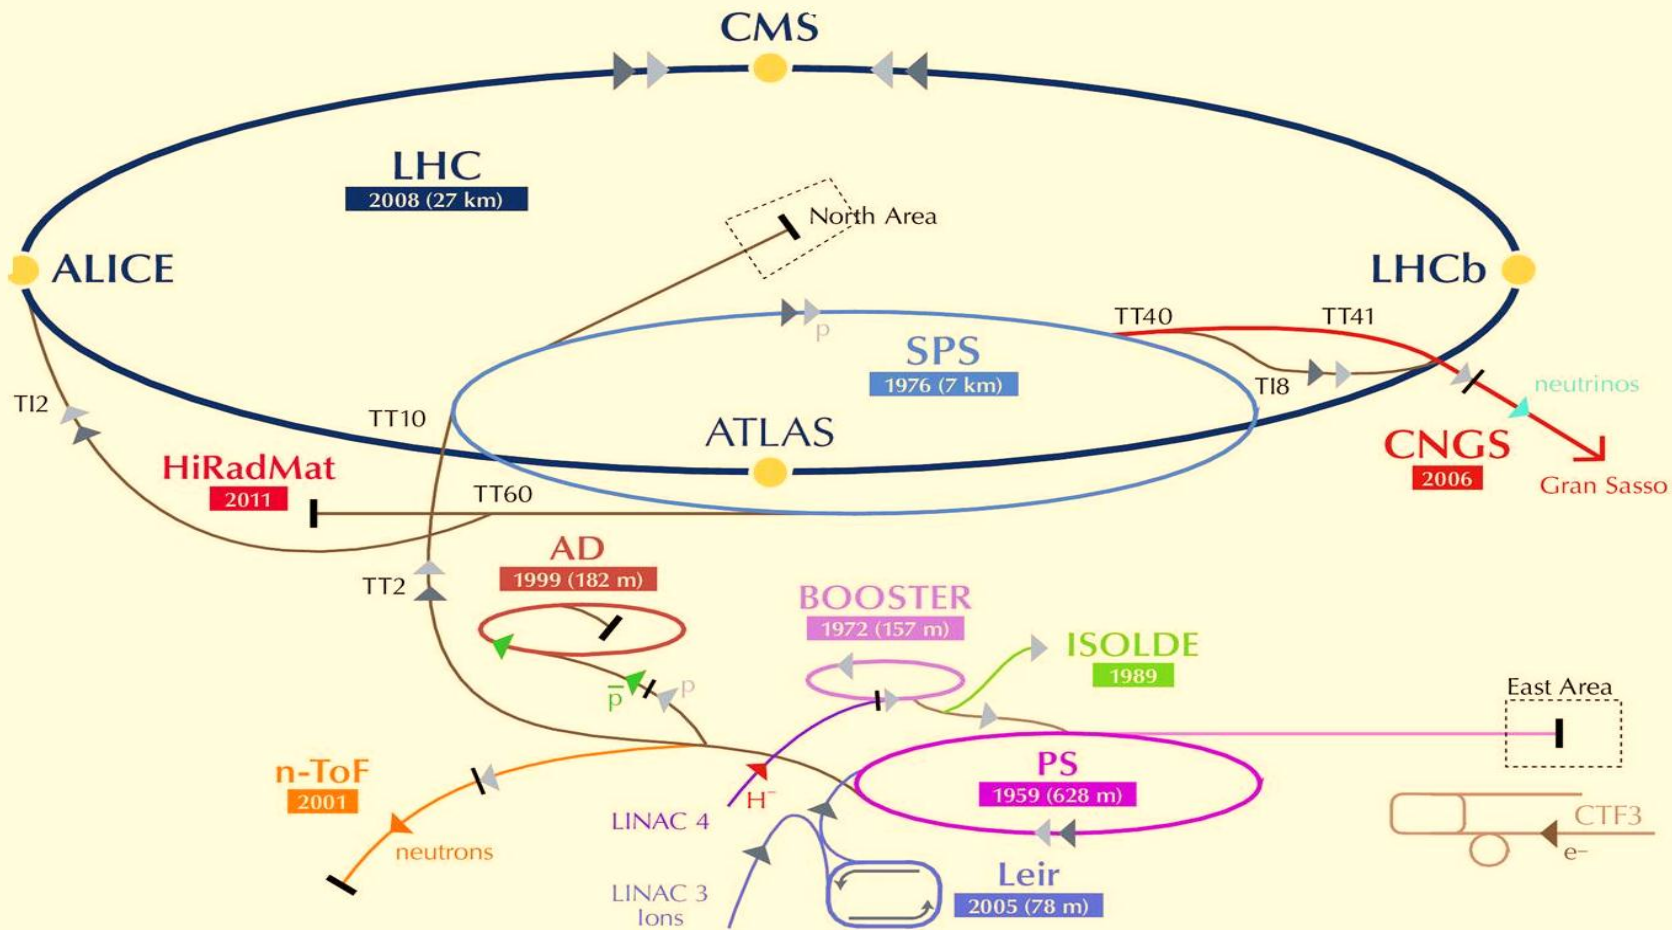 CMS
LHC
2008 (27 km)
North Area
ALICE
LHCb
p
TT40
TT41
SPS
1976 (7 km)
TI8
neutrinos
TI2
TT10
ATLAS
CNGS
2006
Gran Sasso
HiRadMat
2011
TT60
AD
1999 (182 m)
TT2
BOOSTER
1972 (157 m)
ISOLDE
1989
p̅
p
East Area
n-ToF
2001
neutrons
H⁻
LINAC 4
PS
1959 (628 m)
CTF3
e–
LINAC 3
Ions
Leir
2005 (78 m)